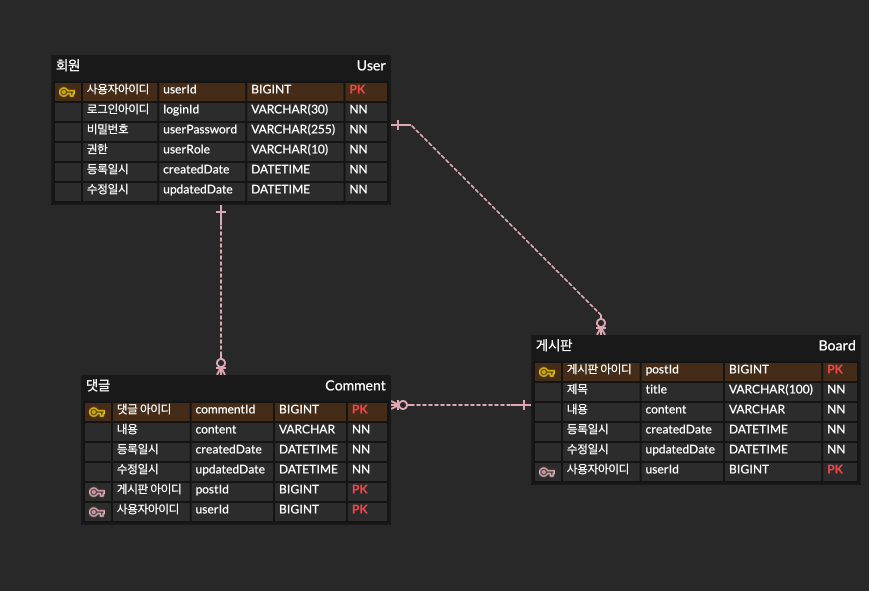 회원 User
사용자아이디 userId BIGINT PK
로그인아이디 loginId VARCHAR(30) NN
비밀번호 userPassword VARCHAR(255) NN
권한 userRole VARCHAR(10) NN
등록일시 createdDate DATETIME NN
수정일시 updatedDate DATETIME NN
게시판 Board
게시판 아이디 postId BIGINT PK
제목 title VARCHAR(100) NN
내용 content VARCHAR NN
등록일시 createdDate DATETIME NN
수정일시 updatedDate DATETIME NN
사용자아이디 userId BIGINT PK
댓글 Comment
댓글 아이디 commentId BIGINT PK
내용 content VARCHAR NN
등록일시 createdDate DATETIME NN
수정일시 updatedDate DATETIME NN
게시판 아이디 postId BIGINT PK
사용자아이디 userId BIGINT PK